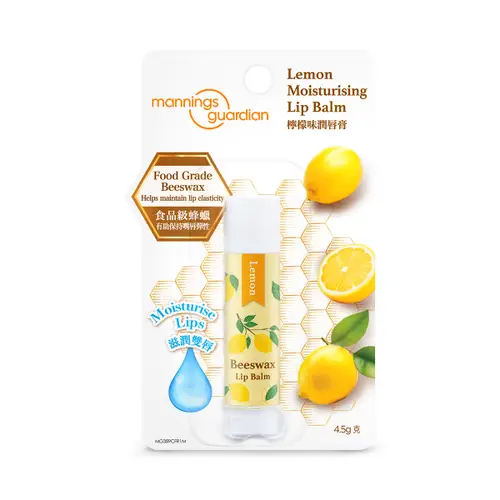 mannings
guardian
Lemon
Moisturising
Lip Balm
檸檬味潤唇膏
Food Grade
Beeswax
Helps maintain lip elasticity
食品級蜂蠟
有助保持嘴唇彈性
Moisturise
Lips
滋潤雙唇
Lemon
Beeswax
Lip Balm
4.5g 克